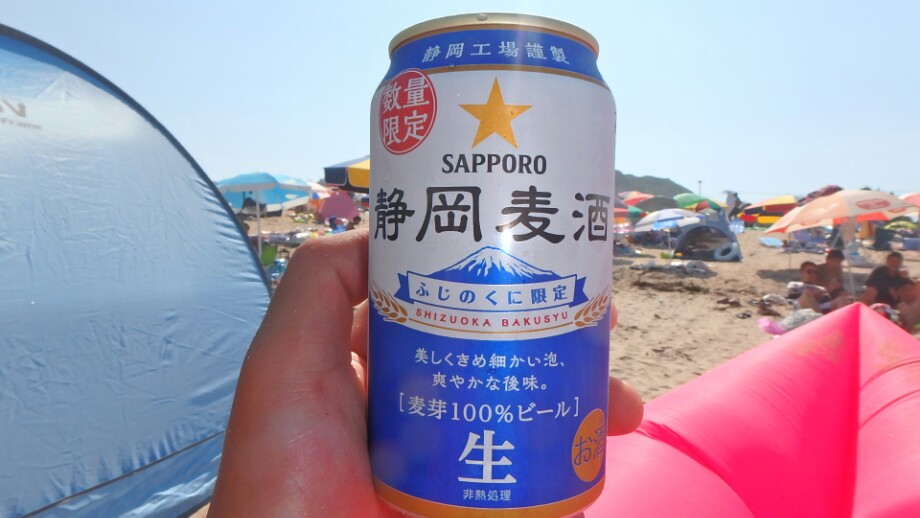 静岡工場謹製
数量
限定
SAPPORO
静岡麦酒
ふじのくに限定
SHIZUOKA BAKUSYU
美しくきめ細かい泡、
爽やかな後味。
[麦芽100%ビール]
生
お酒
非熱処理